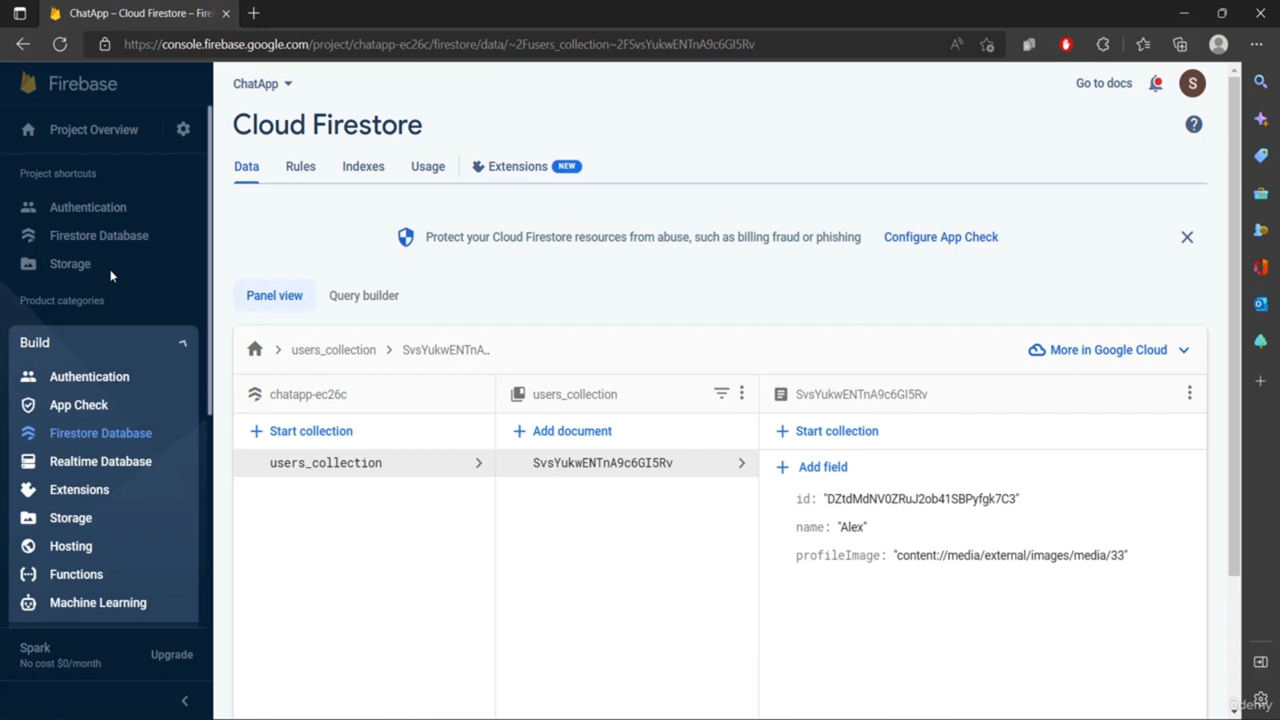 ChatApp – Cloud Firestore – Fire
https://console.firebase.google.com/project/chatapp-ec26c/firestore/data/~2Fusers_collection~2FSvsYukwENTnA9c6GI5Rv
Firebase
Project Overview
Project shortcuts
Authentication
Firestore Database
Storage
Product categories
Build
Authentication
App Check
Firestore Database
Realtime Database
Extensions
Storage
Hosting
Functions
Machine Learning
Spark
No cost $0/month
Upgrade
ChatApp
Go to docs
S
Cloud Firestore
Data Rules Indexes Usage Extensions NEW
Protect your Cloud Firestore resources from abuse, such as billing fraud or phishing Configure App Check
Panel view Query builder
users_collection > SvsYukwENTnA..
More in Google Cloud
chatapp-ec26c
+ Start collection
users_collection
users_collection
+ Add document
SvsYukwENTnA9c6GI5Rv
SvsYukwENTnA9c6GI5Rv
+ Start collection
+ Add field
id: "DZtdMdNV0ZRuJ2ob41SBPyfgk7C3"
name: "Alex"
profileImage: "content://media/external/images/media/33"
ûdemy